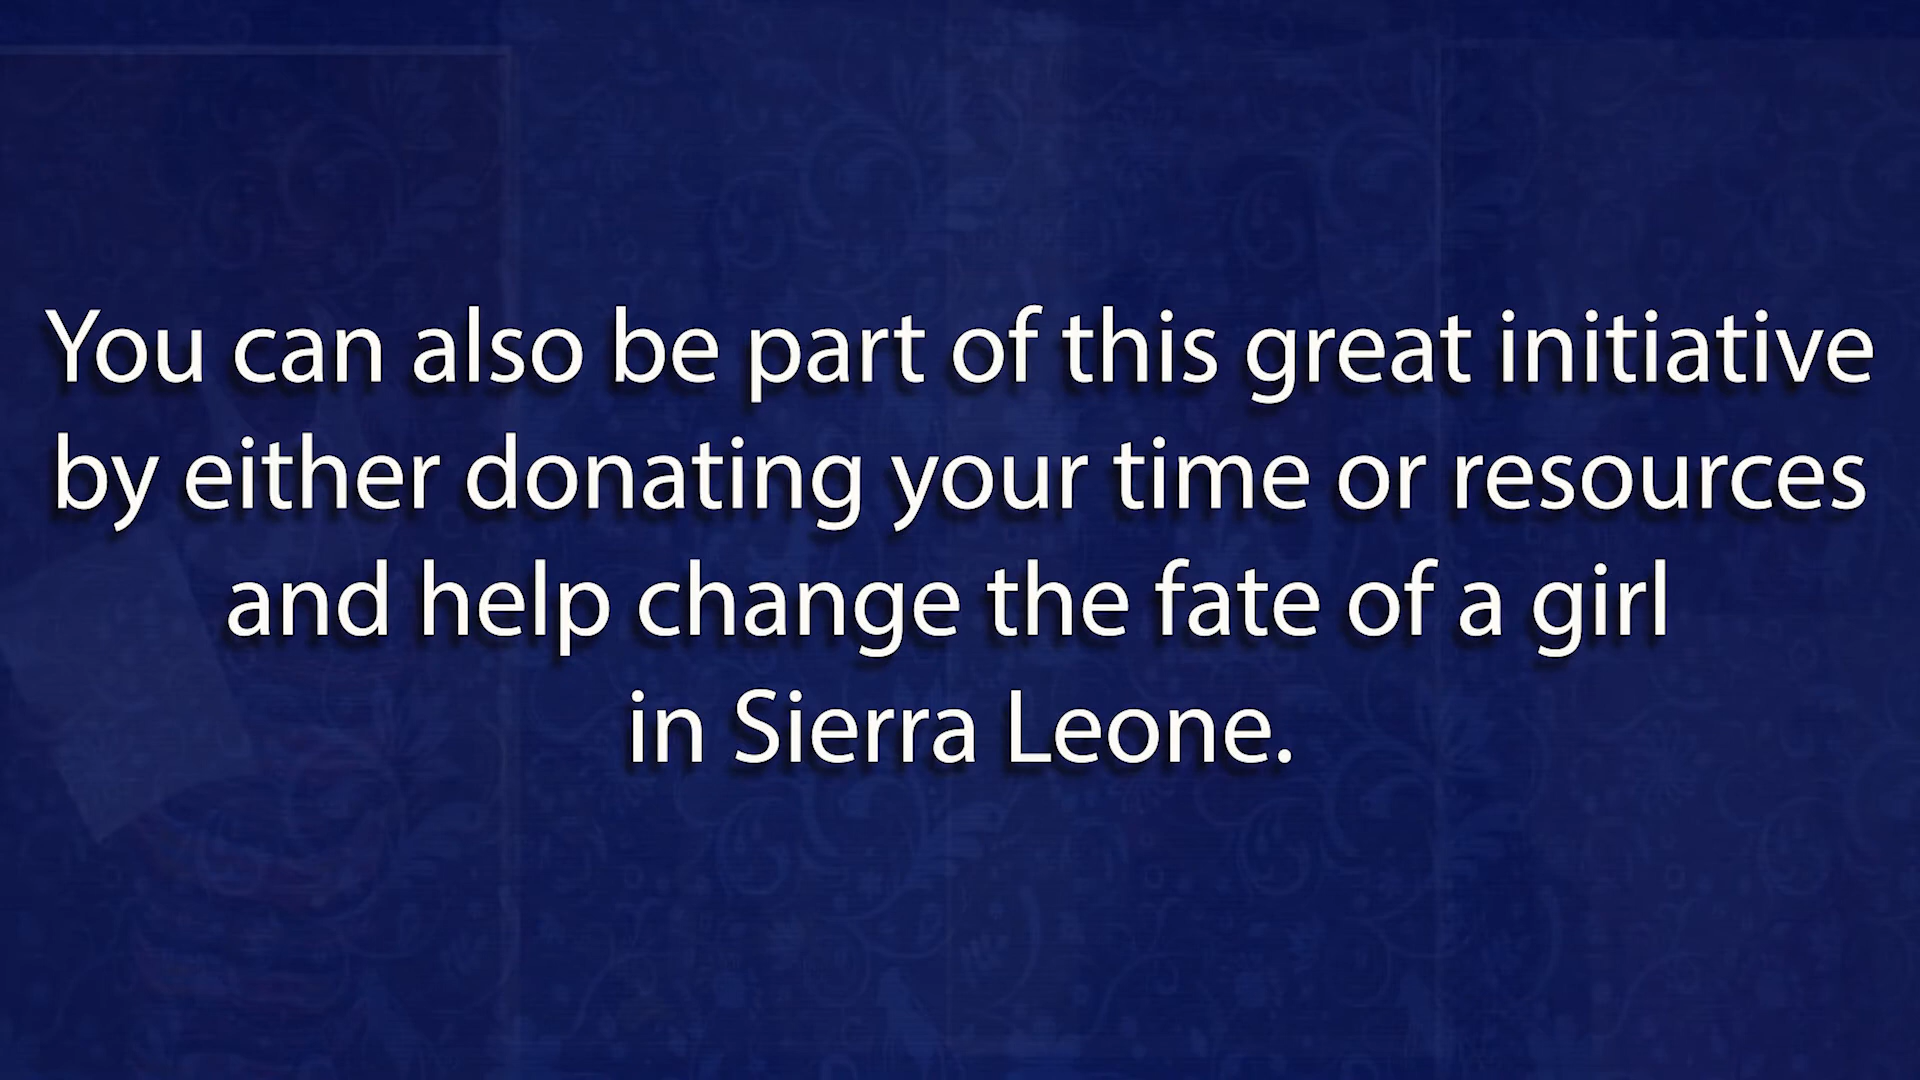 You can also be part of this great initiative
by either donating your time or resources
and help change the fate of a girl
in Sierra Leone.